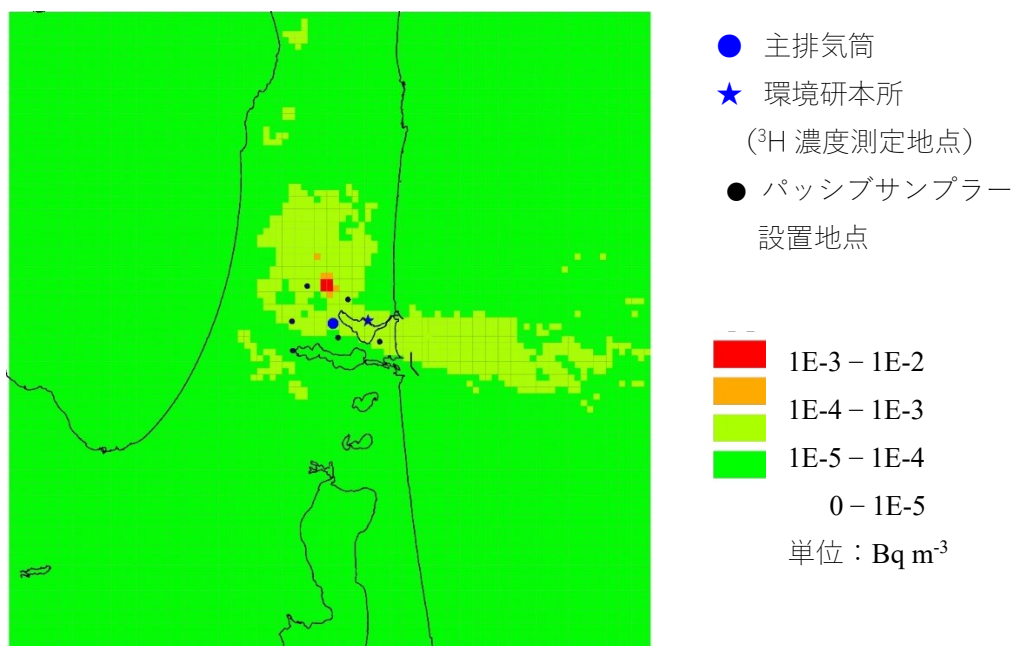 主排気筒
環境研本所
(³H 濃度測定地点)
パッシブサンプラー
設置地点
1E-3 – 1E-2
1E-4 – 1E-3
1E-5 – 1E-4
0 – 1E-5
単位：Bq m⁻³